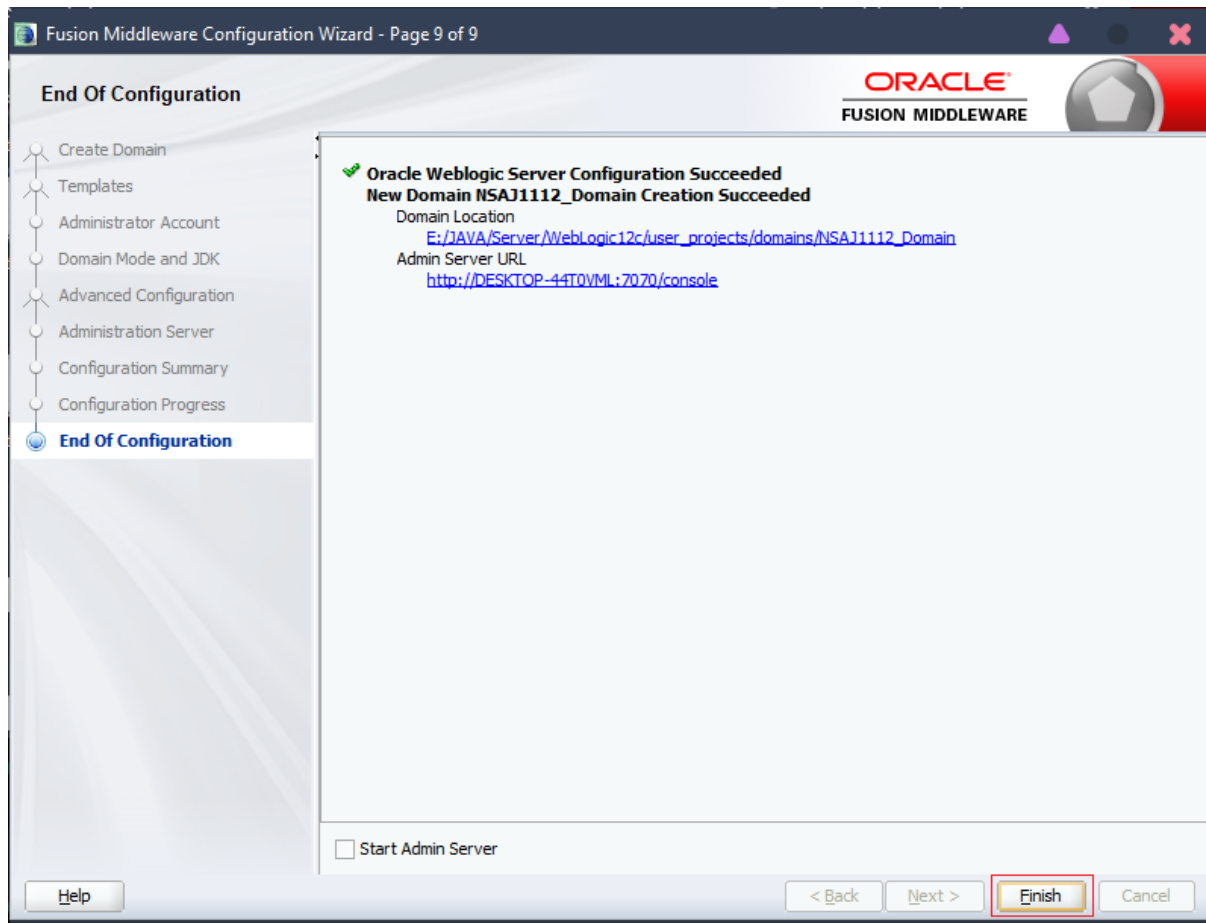 Fusion Middleware Configuration Wizard - Page 9 of 9
End Of Configuration
ORACLE
FUSION MIDDLEWARE
Create Domain
Templates
Administrator Account
Domain Mode and JDK
Advanced Configuration
Administration Server
Configuration Summary
Configuration Progress
End Of Configuration
Oracle Weblogic Server Configuration Succeeded
New Domain NSAJ1112_Domain Creation Succeeded
Domain Location
E:/JAVA/Server/WebLogic12c/user_projects/domains/NSAJ1112_Domain
Admin Server URL
http://DESKTOP-44T0VML:7070/console
Start Admin Server
Help
< Back
Next >
Finish
Cancel